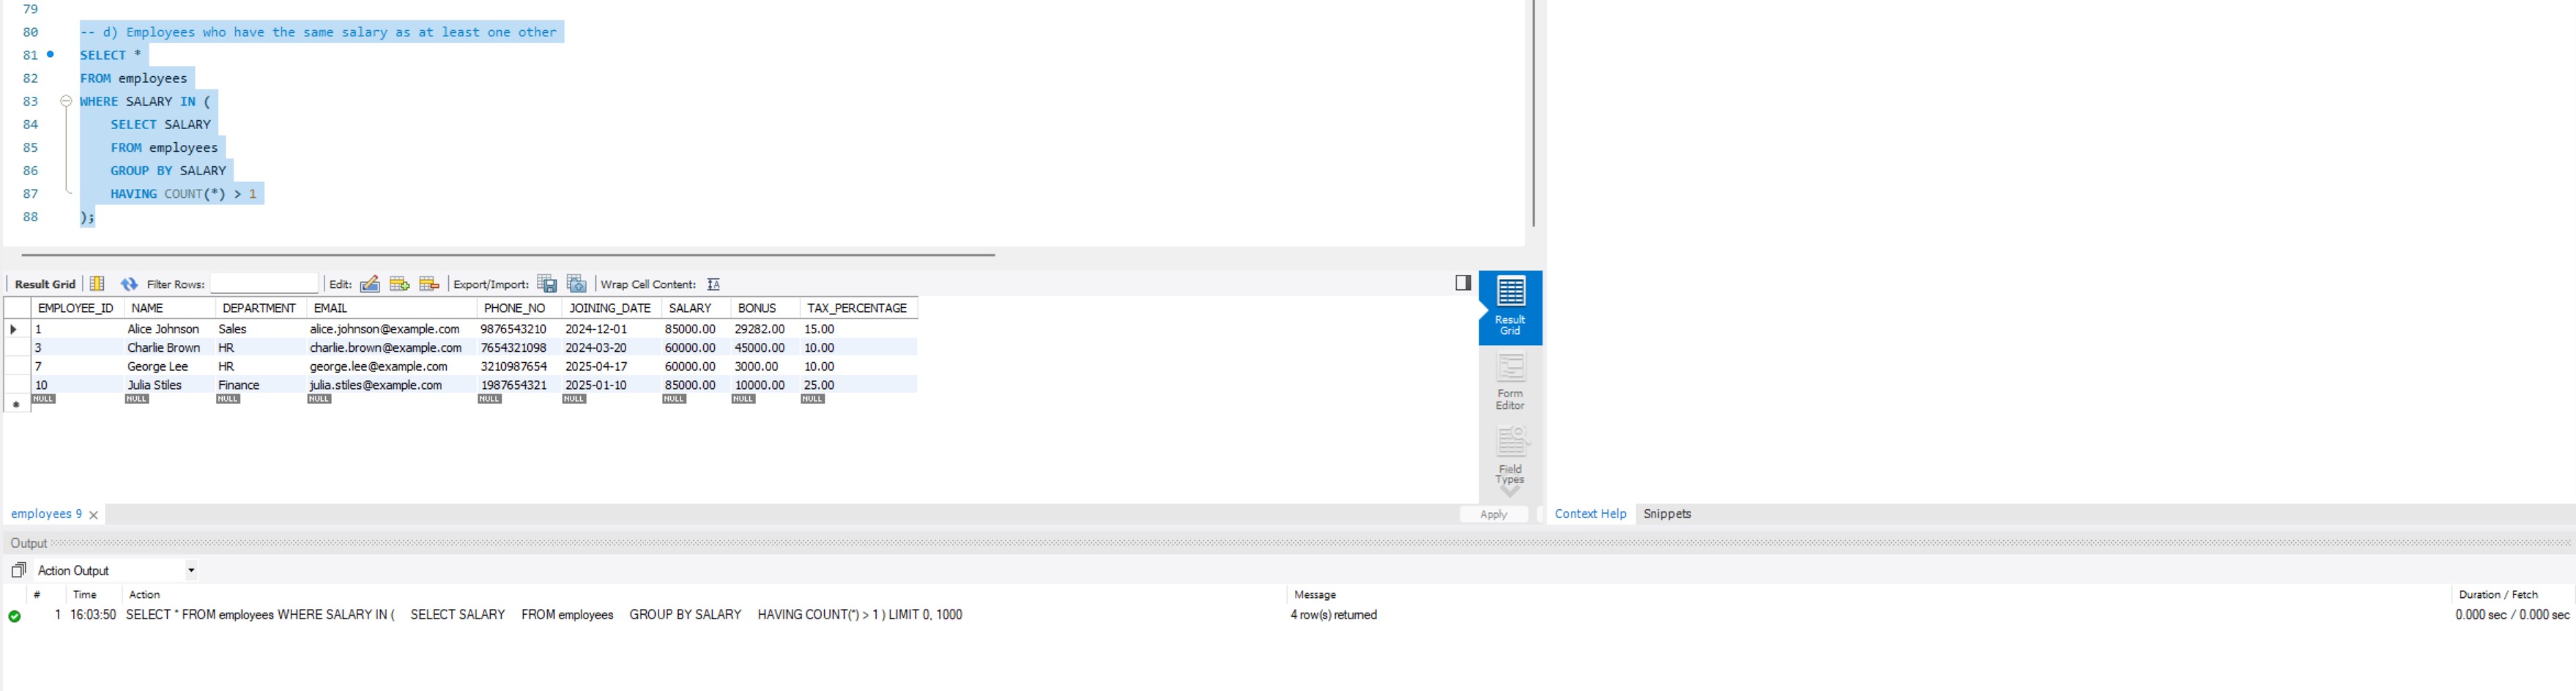 79
80 -- d) Employees who have the same salary as at least one other
81 SELECT *
82 FROM employees
83 WHERE SALARY IN (
84 SELECT SALARY
85 FROM employees
86 GROUP BY SALARY
87 HAVING COUNT(*) > 1
88 );
Result Grid Filter Rows: Edit: Export/Import: Wrap Cell Content: IA
EMPLOYEE_ID NAME DEPARTMENT EMAIL PHONE_NO JOINING_DATE SALARY BONUS TAX_PERCENTAGE
1 Alice Johnson Sales alice.johnson@example.com 9876543210 2024-12-01 85000.00 29282.00 15.00
3 Charlie Brown HR charlie.brown@example.com 7654321098 2024-03-20 60000.00 45000.00 10.00
7 George Lee HR george.lee@example.com 3210987654 2025-04-17 60000.00 3000.00 10.00
10 Julia Stiles Finance julia.stiles@example.com 1987654321 2025-01-10 85000.00 10000.00 25.00
NULL NULL NULL NULL NULL NULL NULL NULL NULL
Result
Grid
Form
Editor
Field
Types
employees 9 Apply Context Help Snippets
Output
Action Output
# Time Action Message Duration / Fetch
1 16:03:50 SELECT * FROM employees WHERE SALARY IN ( SELECT SALARY FROM employees GROUP BY SALARY HAVING COUNT(*) > 1 ) LIMIT 0, 1000 4 row(s) returned 0.000 sec / 0.000 sec